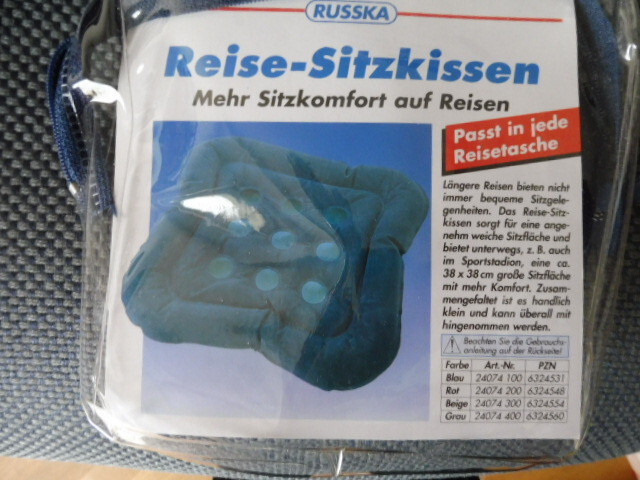 RUSSKA
Reise-Sitzkissen
Mehr Sitzkomfort auf Reisen
Passt in jede
Reisetasche
Längere Reisen bieten nicht
immer bequeme Sitzgele-
genheiten. Das Reise-Sitz-
kissen sorgt für eine ange-
nehm weiche Sitzfläche und
bietet unterwegs, z. B. auch
im Sportstadion, eine ca.
38 x 38 cm große Sitzfläche
mit mehr Komfort. Zusam-
mengefaltet ist es handlich
klein und kann überall mit
hingenommen werden.
Beachten Sie die Gebrauchs-
anleitung auf der Rückseite!
Farbe Art.-Nr. PZN
Blau 24074 100 6324531
Rot 24074 200 6324548
Beige 24074 300 6324554
Grau 24074 400 6324560